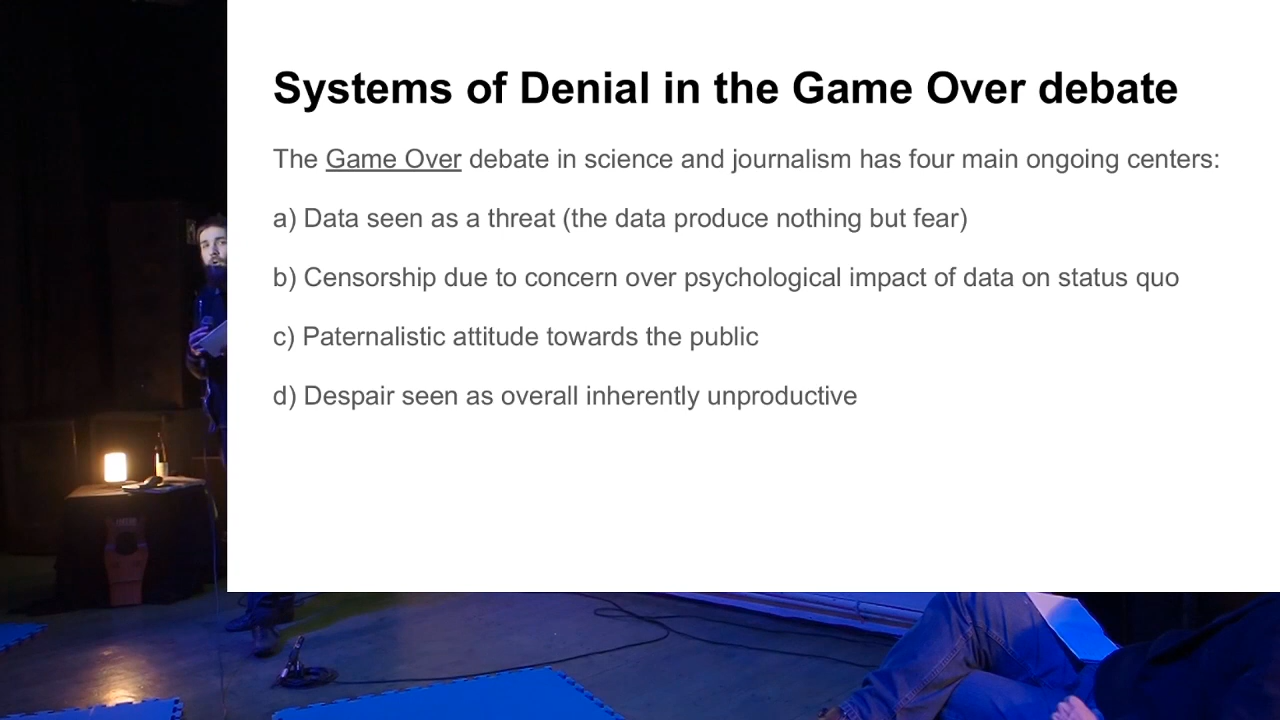 Systems of Denial in the Game Over debate
The Game Over debate in science and journalism has four main ongoing centers:
a) Data seen as a threat (the data produce nothing but fear)
b) Censorship due to concern over psychological impact of data on status quo
c) Paternalistic attitude towards the public
d) Despair seen as overall inherently unproductive